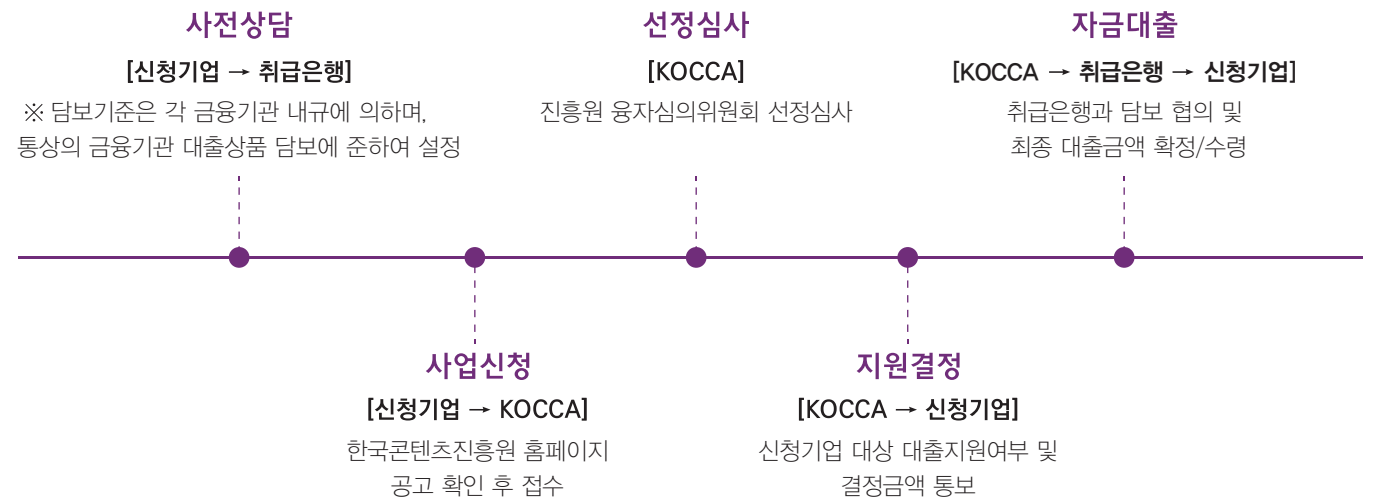 사전상담
[신청기업 → 취급은행]
※ 담보기준은 각 금융기관 내규에 의하며,
통상의 금융기관 대출상품 담보에 준하여 설정
사업신청
[신청기업 → KOCCA]
한국콘텐츠진흥원 홈페이지
공고 확인 후 접수
선정심사
[KOCCA]
진흥원 융자심의위원회 선정심사
지원결정
[KOCCA → 신청기업]
신청기업 대상 대출지원여부 및
결정금액 통보
자금대출
[KOCCA → 취급은행 → 신청기업]
취급은행과 담보 협의 및
최종 대출금액 확정/수령